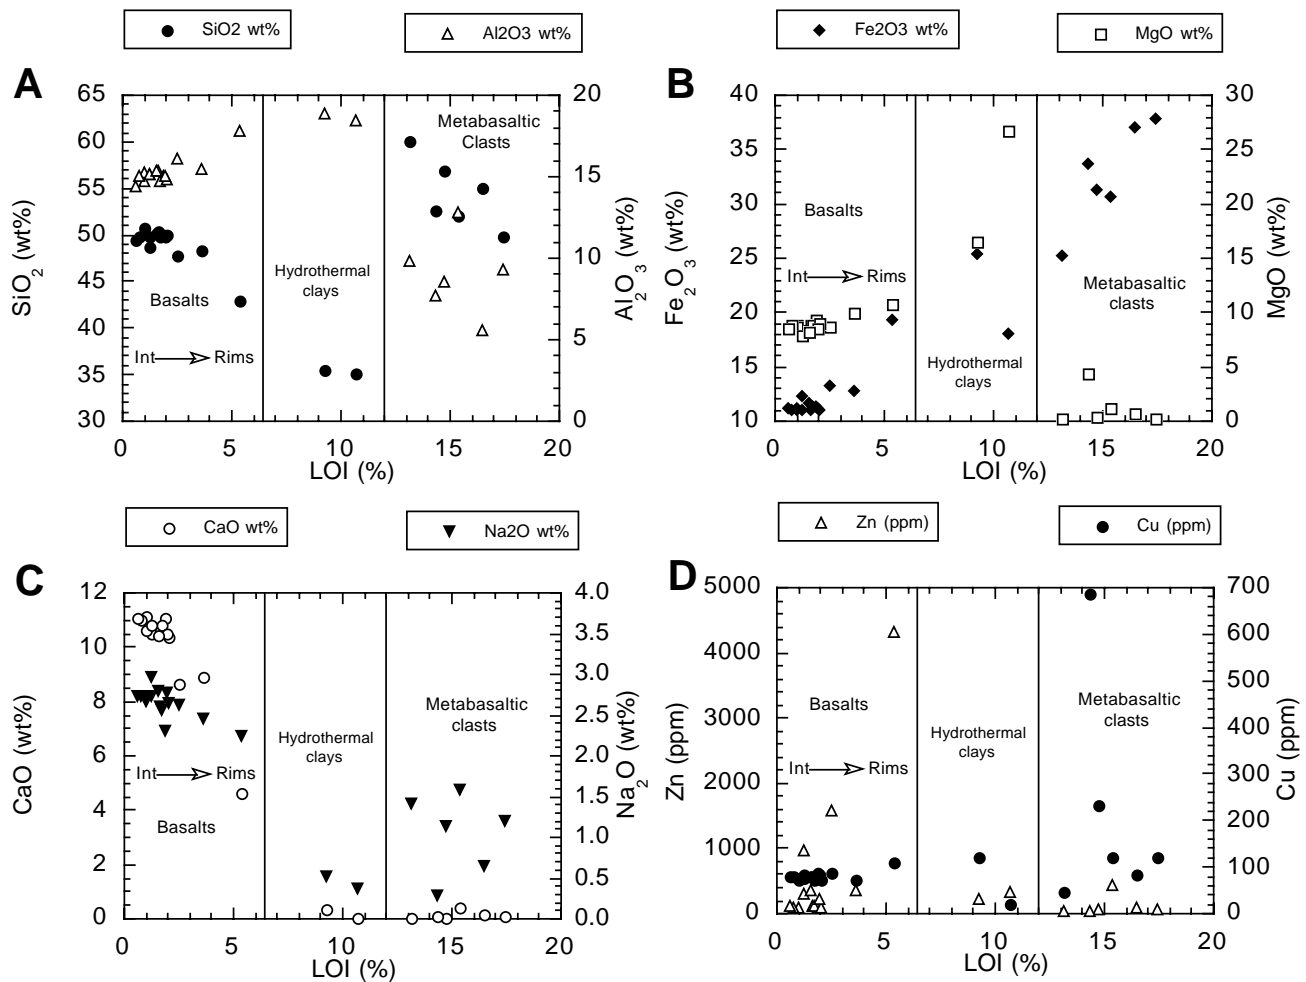 SiO2 wt%
Al2O3 wt%
A
65
60
55
50
45
40
35
30
SiO2 (wt%)
20
15
10
5
0
Al2O3 (wt%)
Metabasaltic
Clasts
Hydrothermal
clays
Basalts
Int Rims
0 5 10 15 20
LOI (%)
Fe2O3 wt%
MgO wt%
B
40
35
30
25
20
15
10
Fe2O3 (wt%)
30
25
20
15
10
5
0
MgO (wt%)
Basalts
Int Rims
Metabasaltic
clasts
Hydrothermal
clays
0 5 10 15 20
LOI (%)
CaO wt%
Na2O wt%
C
12
10
8
6
4
2
0
CaO (wt%)
4.0
3.5
3.0
2.5
2.0
1.5
1.0
0.5
0.0
Na2O (wt%)
Metabasaltic
clasts
Hydrothermal
clays
Int Rims
Basalts
0 5 10 15 20
LOI (%)
Zn (ppm)
Cu (ppm)
D
5000
4000
3000
2000
1000
0
Zn (ppm)
700
600
500
400
300
200
100
0
Cu (ppm)
Basalts
Metabasaltic
clasts
Hydrothermal
clays
Int Rims
0 5 10 15 20
LOI (%)